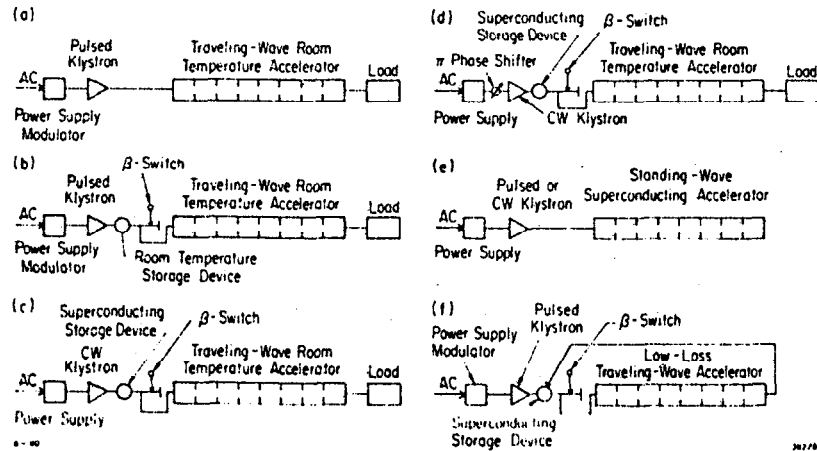 (a)
Pulsed
Klystron
Traveling-Wave Room
Temperature Accelerator
Load
AC
Power Supply
Modulator
(b)
β-Switch
Pulsed
Klystron
Traveling-Wave Room
Temperature Accelerator
Load
AC
Power Supply
Modulator
Room Temperature
Storage Device
(c)
Superconducting
Storage Device
β-Switch
CW
Klystron
Traveling-Wave Room
Temperature Accelerator
Load
AC
Power Supply
(d)
Superconducting
Storage Device
β-Switch
π Phase Shifter
Traveling-Wave Room
Temperature Accelerator
Load
AC
Power Supply
CW Klystron
(e)
Pulsed or
CW Klystron
Standing-Wave
Superconducting Accelerator
AC
Power Supply
(f)
Pulsed
Klystron
Power Supply
Modulator
β-Switch
Low-Loss
Traveling-Wave Accelerator
AC
Superconducting
Storage Device